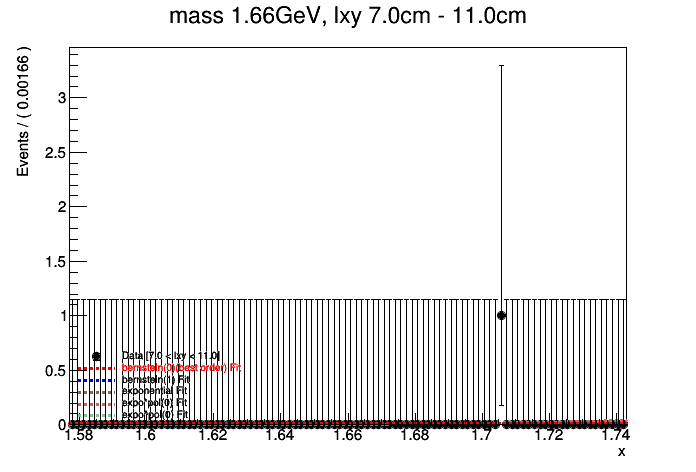 mass 1.66GeV, lxy 7.0cm - 11.0cm
Events / ( 0.00166 )
3
2.5
2
1.5
1
0.5
0
Data [7.0 < lxy < 11.0]
bernstein(0)(best order) Fit
bernstein(1) Fit
exponential Fit
expo*pol(0) Fit
expo*pol(0) Fit
1.58 1.6 1.62 1.64 1.66 1.68 1.7 1.72 1.74
x